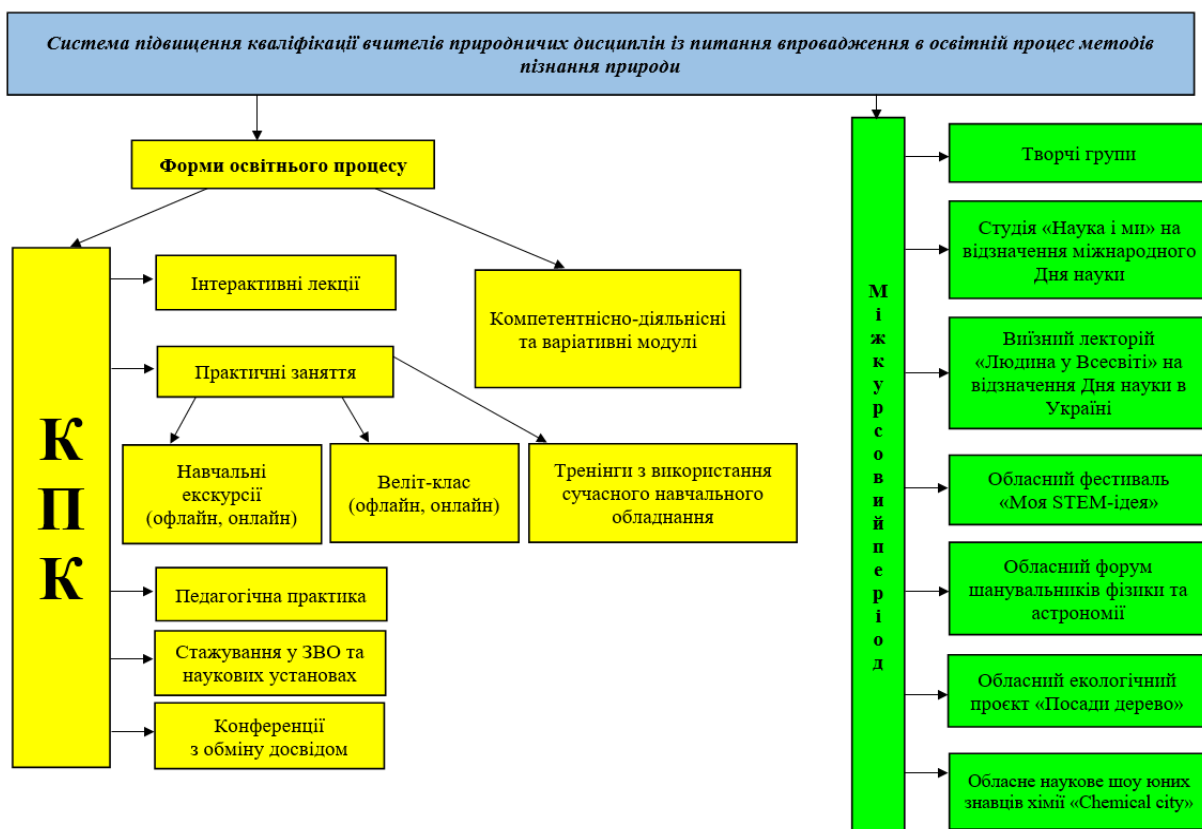 Система підвищення кваліфікації вчителів природничих дисциплін із питання впровадження в освітній процес методів
пізнання природи
Форми освітнього процесу
КПК
Інтерактивні лекції
Компетентнісно-діяльнісні
та варіативні модулі
Практичні заняття
Навчальні
екскурсії
(офлайн, онлайн)
Веліт-клас
(офлайн, онлайн)
Тренінги з використання
сучасного навчального
обладнання
Педагогічна практика
Стажування у ЗВО та
наукових установах
Конференції
з обміну досвідом
Міжкурсовий період
Творчі групи
Студія «Наука і ми» на
відзначення міжнародного
Дня науки
Виїзний лекторій
«Людина у Всесвіті» на
відзначення Дня науки в
Україні
Обласний фестиваль
«Моя STEM-ідея»
Обласний форум
шанувальників фізики та
астрономії
Обласний екологічний
проєкт «Посади дерево»
Обласне наукове шоу юних
знавців хімії «Chemical city»